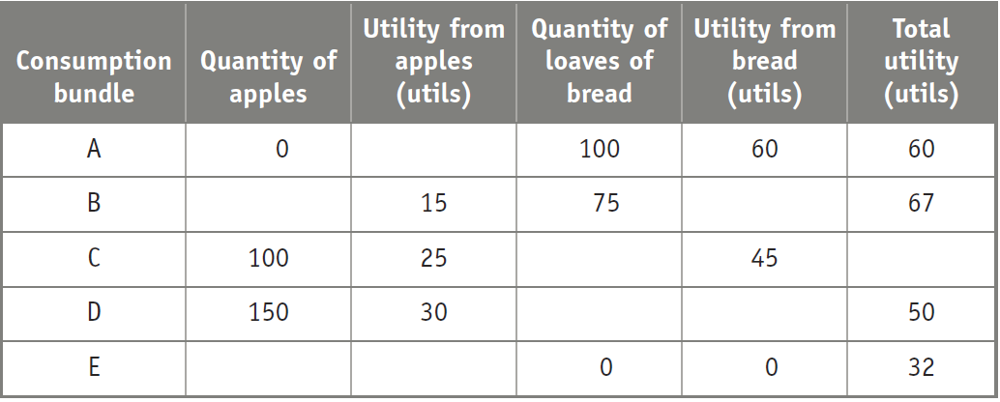 Consumption bundle Quantity of apples Utility from apples (utils) Quantity of loaves of bread Utility from bread (utils) Total utility (utils)
A 0 100 60 60
B 15 75 67
C 100 25 45
D 150 30 50
E 0 0 32